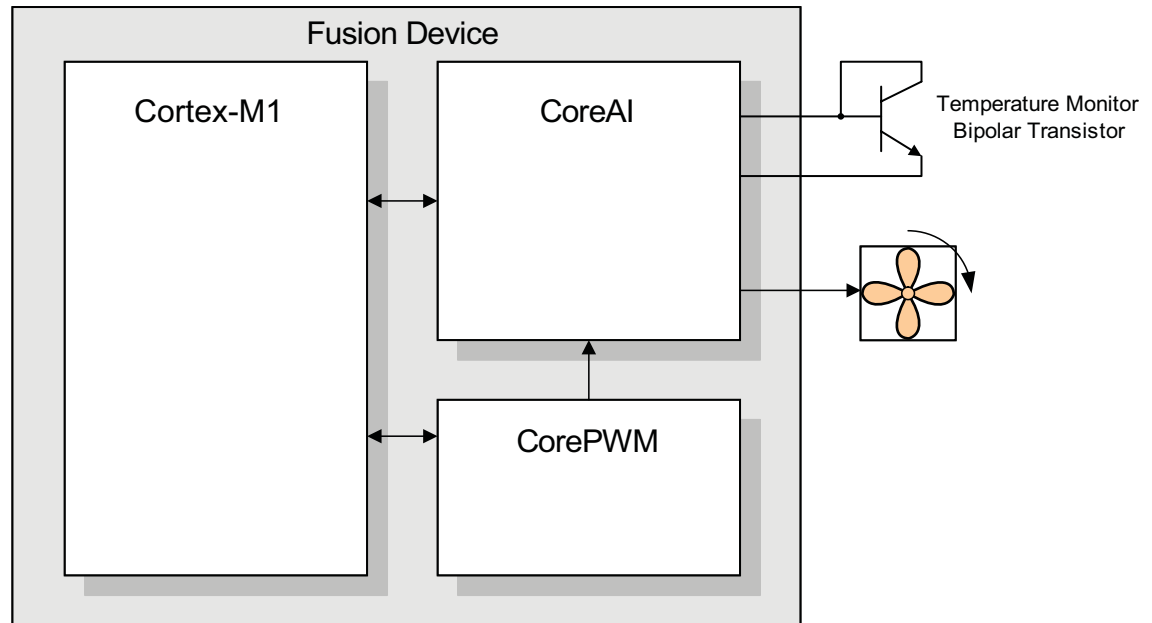 Fusion Device
Cortex-M1
CoreAI
Temperature Monitor
Bipolar Transistor
CorePWM